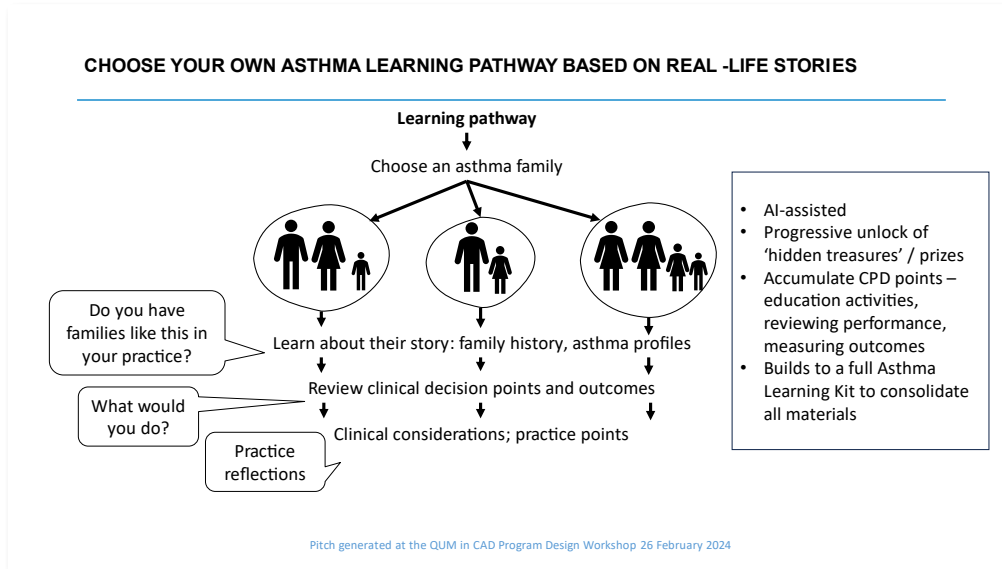 CHOOSE YOUR OWN ASTHMA LEARNING PATHWAY BASED ON REAL -LIFE STORIES
Learning pathway
Choose an asthma family
Do you have
families like this in
your practice?
Learn about their story: family history, asthma profiles
What would
you do?
Review clinical decision points and outcomes
Clinical considerations; practice points
Practice
reflections
• AI-assisted
• Progressive unlock of
‘hidden treasures’ / prizes
• Accumulate CPD points –
education activities,
reviewing performance,
measuring outcomes
• Builds to a full Asthma
Learning Kit to consolidate
all materials
Pitch generated at the QUM in CAD Program Design Workshop 26 February 2024